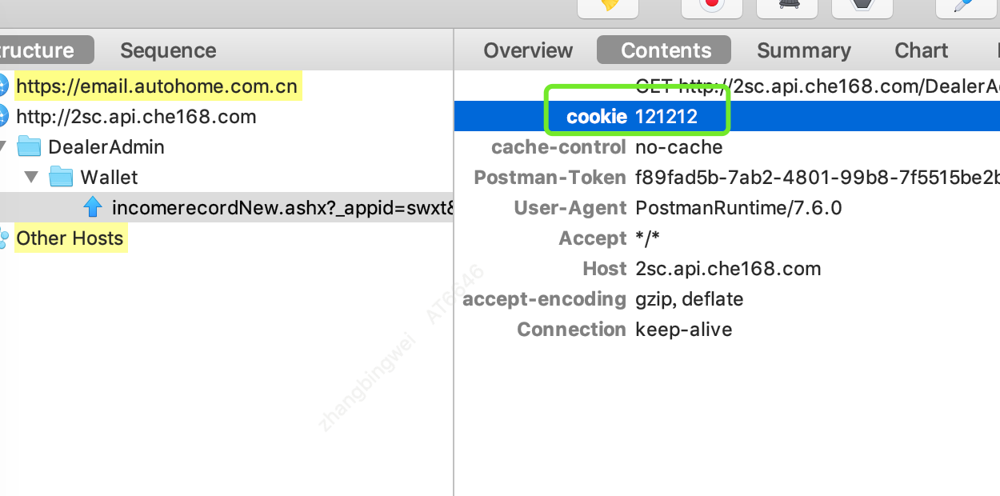 ructure
Sequence
https://email.autohome.com.cn
http://2sc.api.che168.com
DealerAdmin
Wallet
incomerecordNew.ashx?_appid=swxt&
Other Hosts
Overview
Contents
Summary
Chart
GET http://2sc.api.che168.com/DealerA
cookie 121212
cache-control no-cache
Postman-Token f89fad5b-7ab2-4801-99b8-7f5515be2b
User-Agent PostmanRuntime/7.6.0
Accept */*
Host 2sc.api.che168.com
accept-encoding gzip, deflate
Connection keep-alive
zhangbingwei AT6646